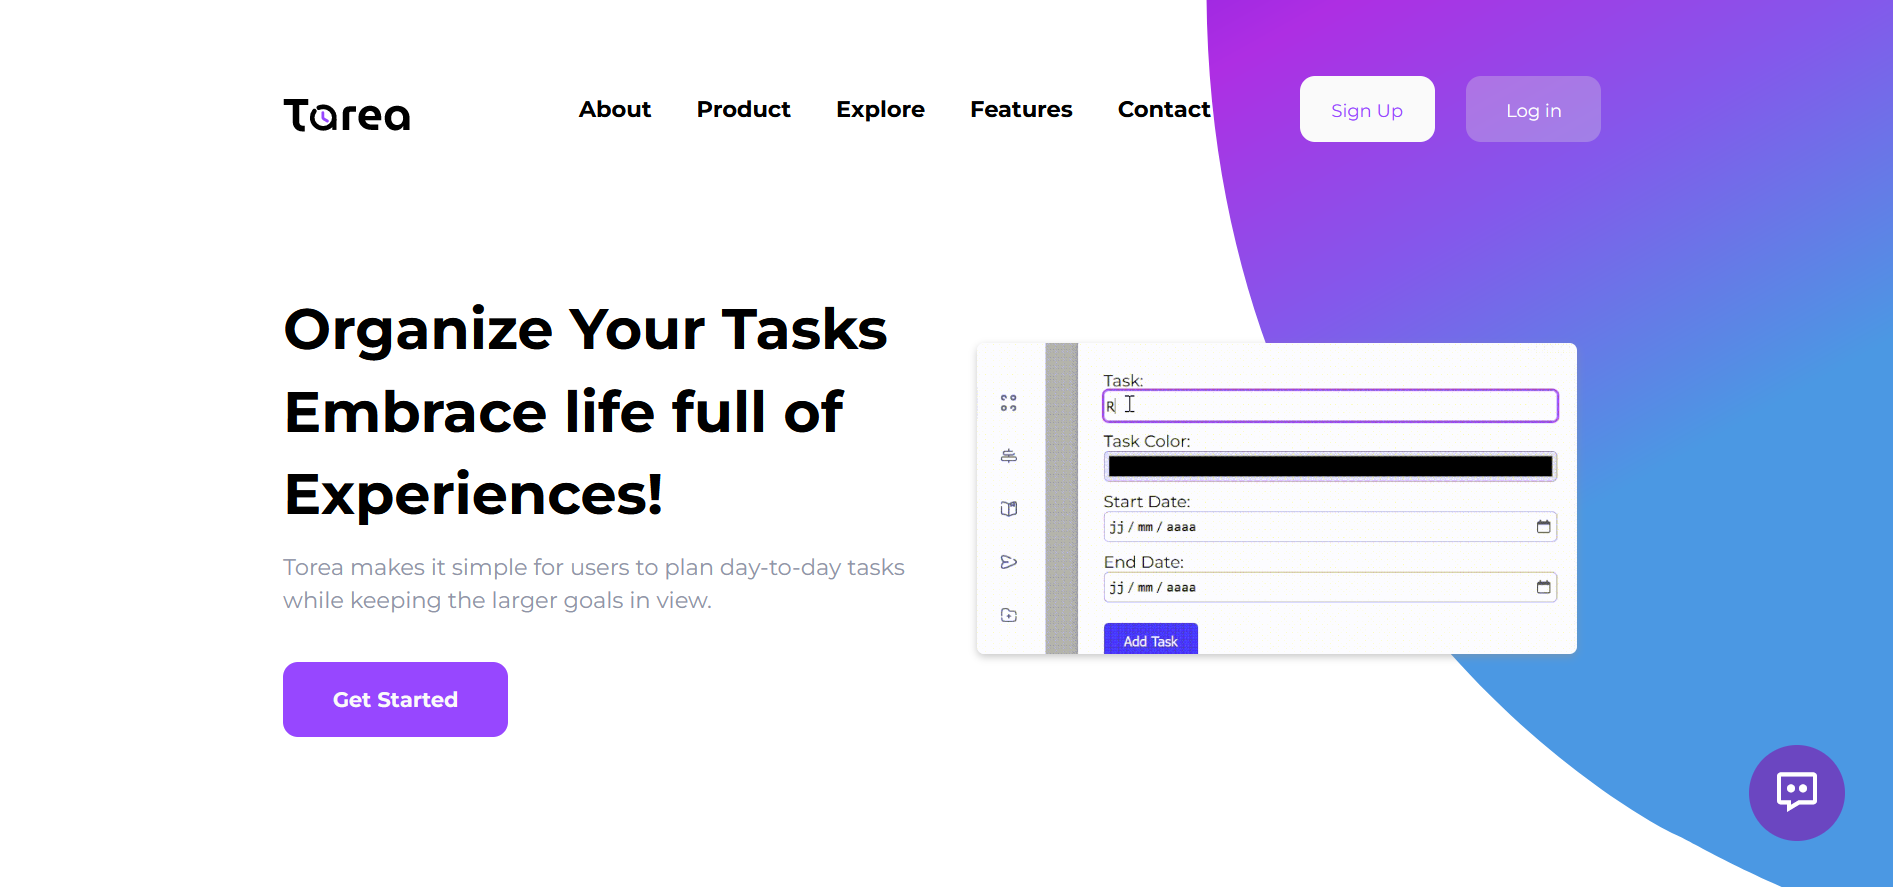 Tarea
About Product Explore Features Contact
Sign Up
Log in
Organize Your Tasks
Embrace life full of
Experiences!
Torea makes it simple for users to plan day-to-day tasks
while keeping the larger goals in view.
Get Started
Task:
R
Task Color:
Start Date:
jj/mm/aaaa
End Date:
jj/mm/aaaa
Add Task